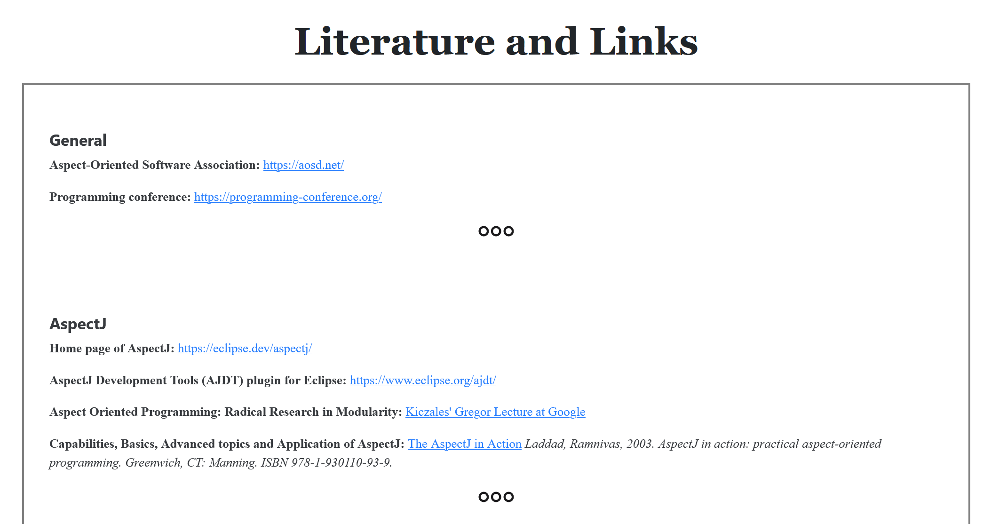 Literature and Links
General
Aspect-Oriented Software Association: https://aosd.net/
Programming conference: https://programming-conference.org/
AspectJ
Home page of AspectJ: https://eclipse.dev/aspectj/
AspectJ Development Tools (AJDT) plugin for Eclipse: https://www.eclipse.org/ajdt/
Aspect Oriented Programming: Radical Research in Modularity: Kiczales' Gregor Lecture at Google
Capabilities, Basics, Advanced topics and Application of AspectJ: The AspectJ in Action Laddad, Ramnivas, 2003. AspectJ in action: practical aspect-oriented
programming. Greenwich, CT: Manning. ISBN 978-1-930110-93-9.